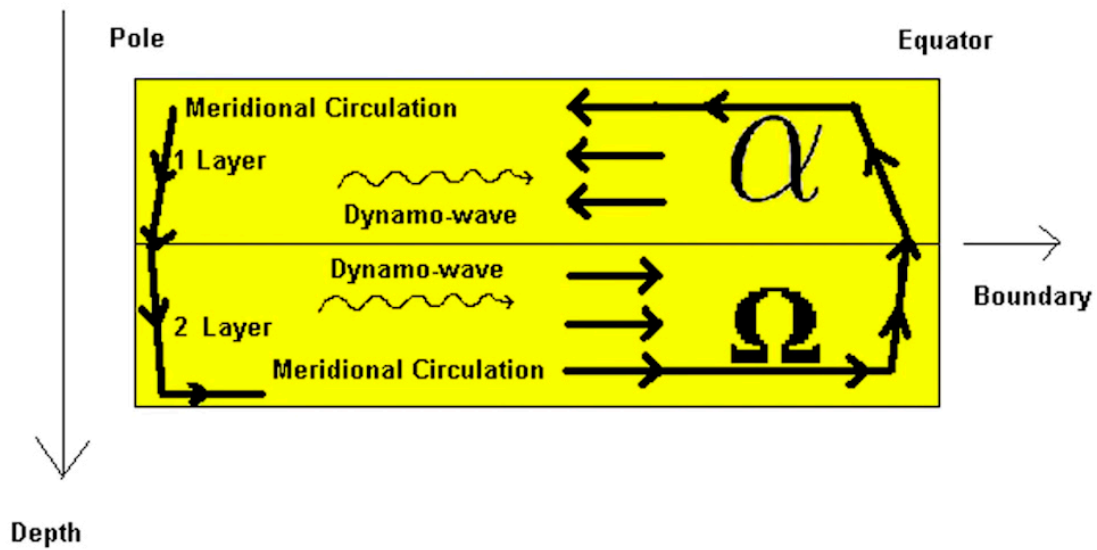 Pole
Equator
Meridional Circulation
α
1 Layer
Dynamo-wave
Dynamo-wave
Boundary
2 Layer
Ω
Meridional Circulation
Depth